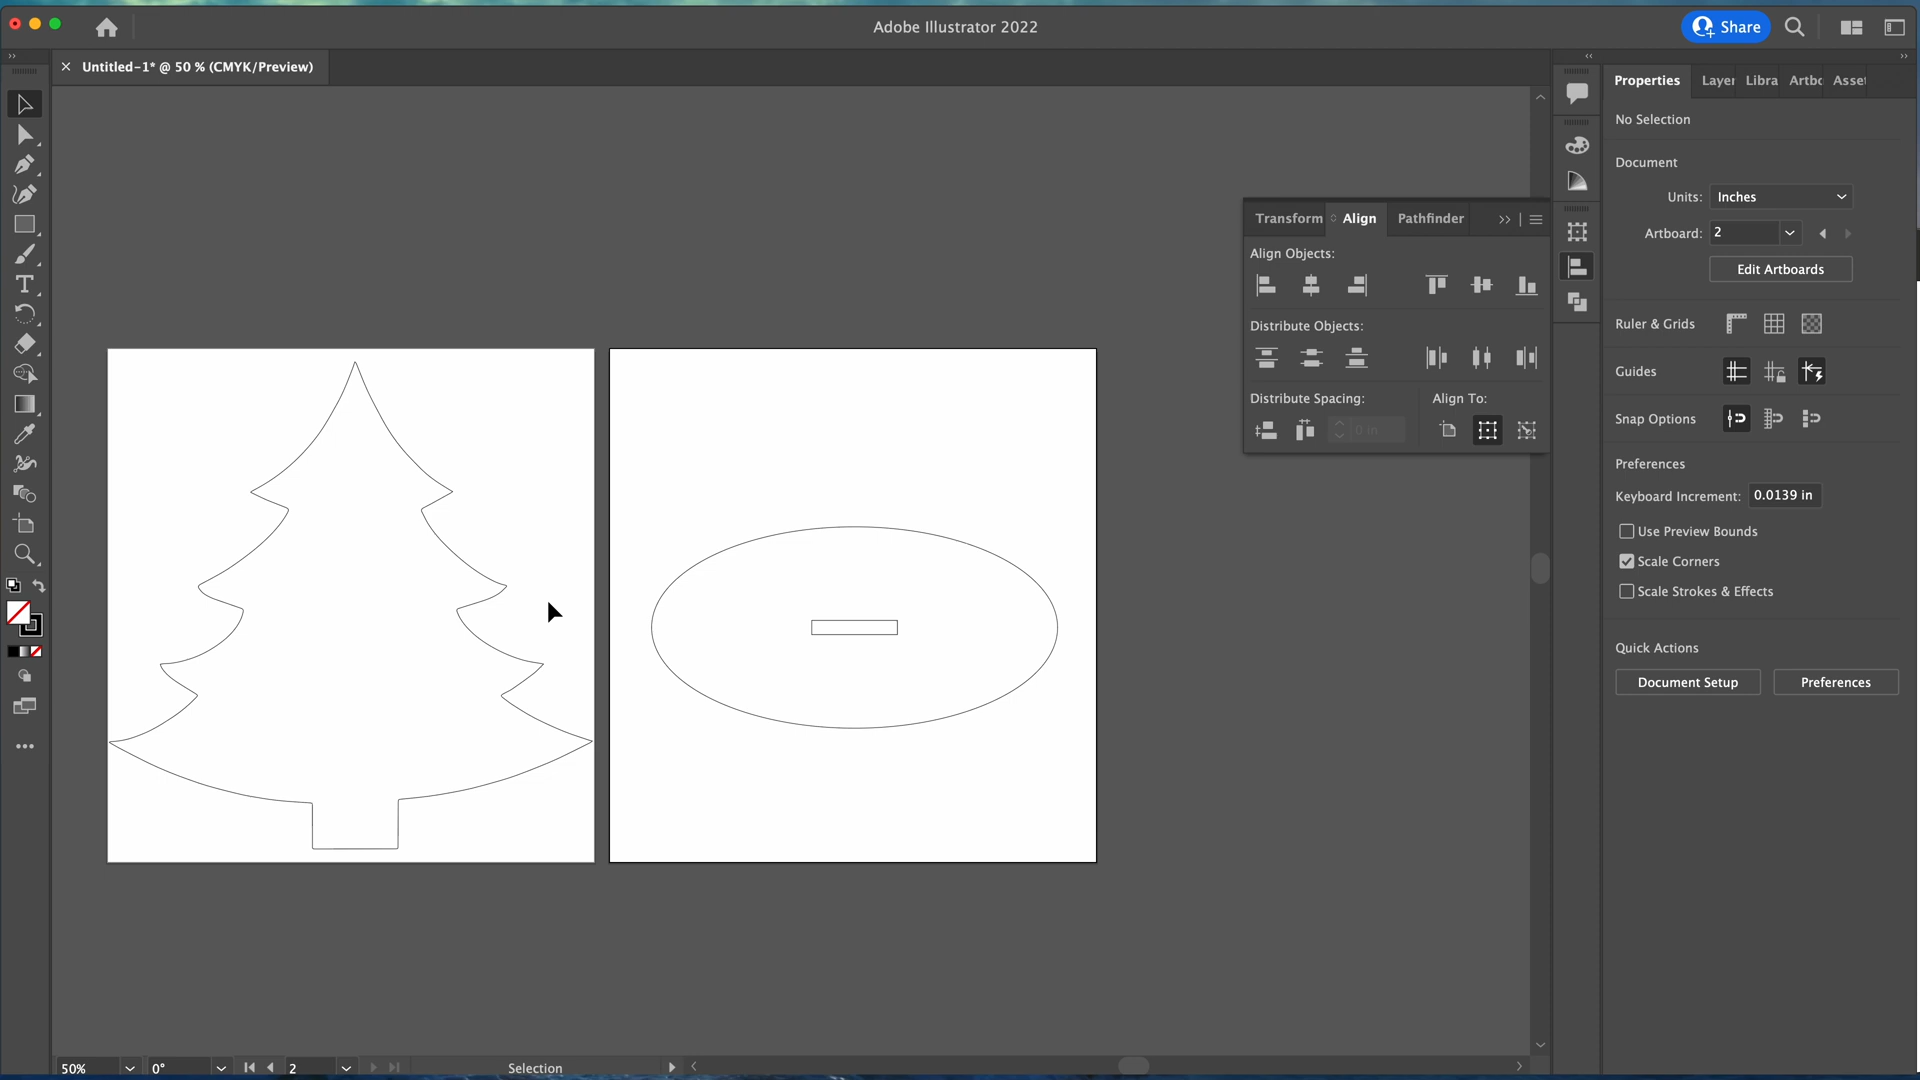 Adobe Illustrator 2022
Share
Untitled-1* @ 50 % (CMYK/Preview)
Properties
Layer
Libra
Artbo
Asset
No Selection
Document
Units: Inches
Artboard: 2
Edit Artboards
Ruler & Grids
Guides
Snap Options
Preferences
Keyboard Increment: 0.0139 in
Use Preview Bounds
Scale Corners
Scale Strokes & Effects
Quick Actions
Document Setup
Preferences
Transform
Align
Pathfinder
Align Objects:
Distribute Objects:
Distribute Spacing:
Align To:
0 in
50%
0°
2
Selection